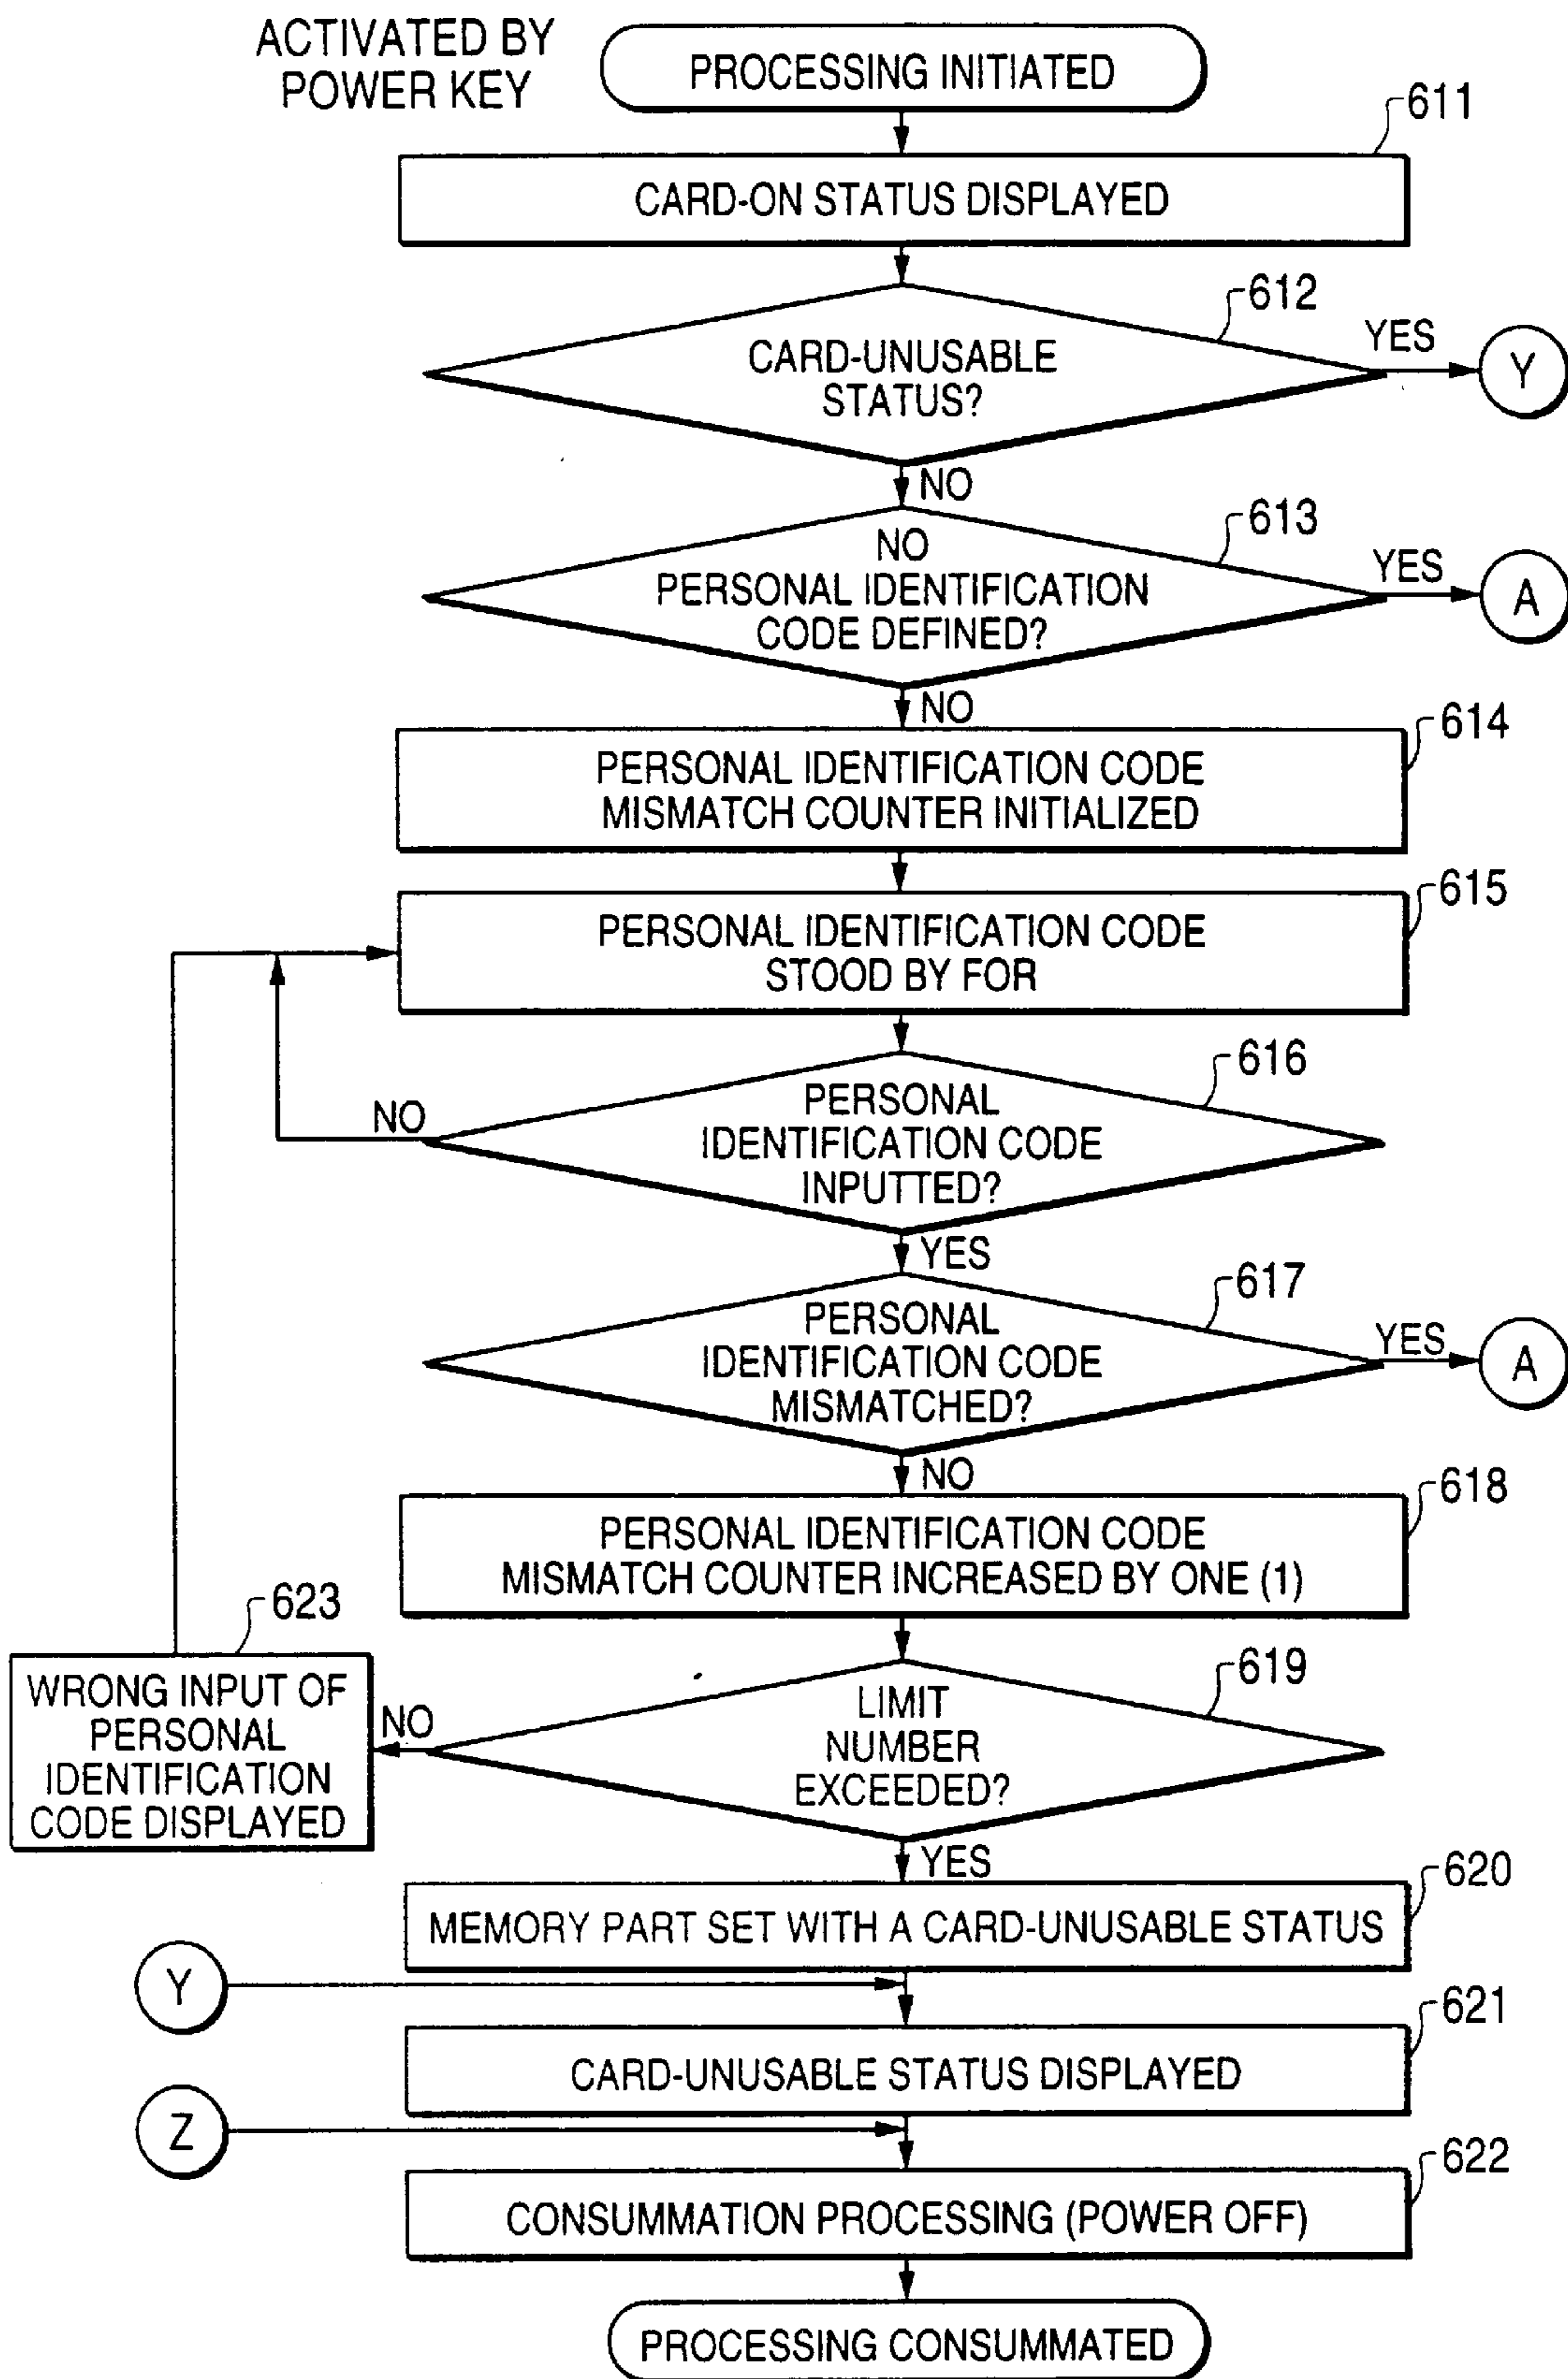 ACTIVATED BY
POWER KEY
PROCESSING INITIATED
611
CARD-ON STATUS DISPLAYED
612
CARD-UNUSABLE
STATUS?
YES
Y
NO
613
NO
PERSONAL IDENTIFICATION
CODE DEFINED?
YES
A
NO
614
PERSONAL IDENTIFICATION CODE
MISMATCH COUNTER INITIALIZED
615
PERSONAL IDENTIFICATION CODE
STOOD BY FOR
616
PERSONAL
IDENTIFICATION CODE
INPUTTED?
NO
YES
617
PERSONAL
IDENTIFICATION CODE
MISMATCHED?
YES
A
NO
618
PERSONAL IDENTIFICATION CODE
MISMATCH COUNTER INCREASED BY ONE (1)
623
WRONG INPUT OF
PERSONAL
IDENTIFICATION
CODE DISPLAYED
NO
619
LIMIT
NUMBER
EXCEEDED?
YES
620
MEMORY PART SET WITH A CARD-UNUSABLE STATUS
Y
621
CARD-UNUSABLE STATUS DISPLAYED
Z
622
CONSUMMATION PROCESSING (POWER OFF)
PROCESSING CONSUMMATED